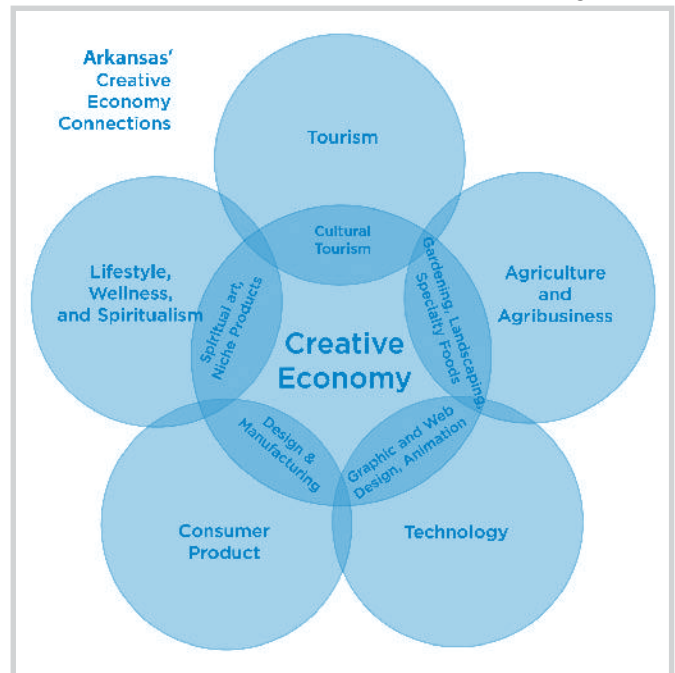 Arkansas'
Creative
Economy
Connections
Tourism
Cultural
Tourism
Lifestyle,
Wellness,
and Spiritualism
Spiritual art,
Niche Products
Gardening, Landscaping,
Specialty Foods
Agriculture
and
Agribusiness
Creative
Economy
Design &
Manufacturing
Graphic and Web
Design, Animation
Consumer
Product
Technology